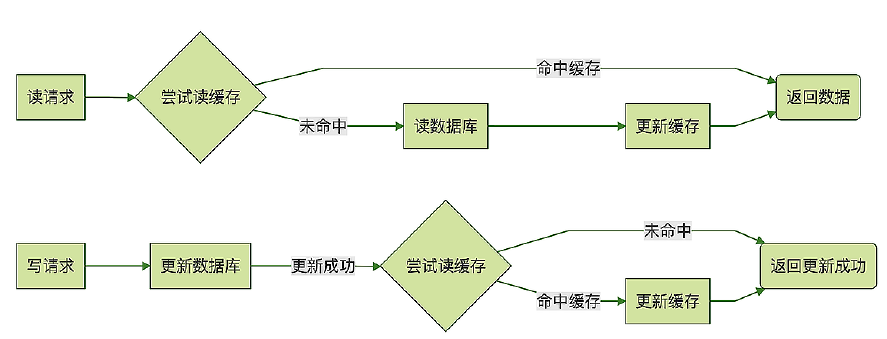 读请求
尝试读缓存
命中缓存
未命中
读数据库
更新缓存
返回数据
写请求
更新数据库
更新成功
尝试读缓存
未命中
命中缓存
更新缓存
返回更新成功